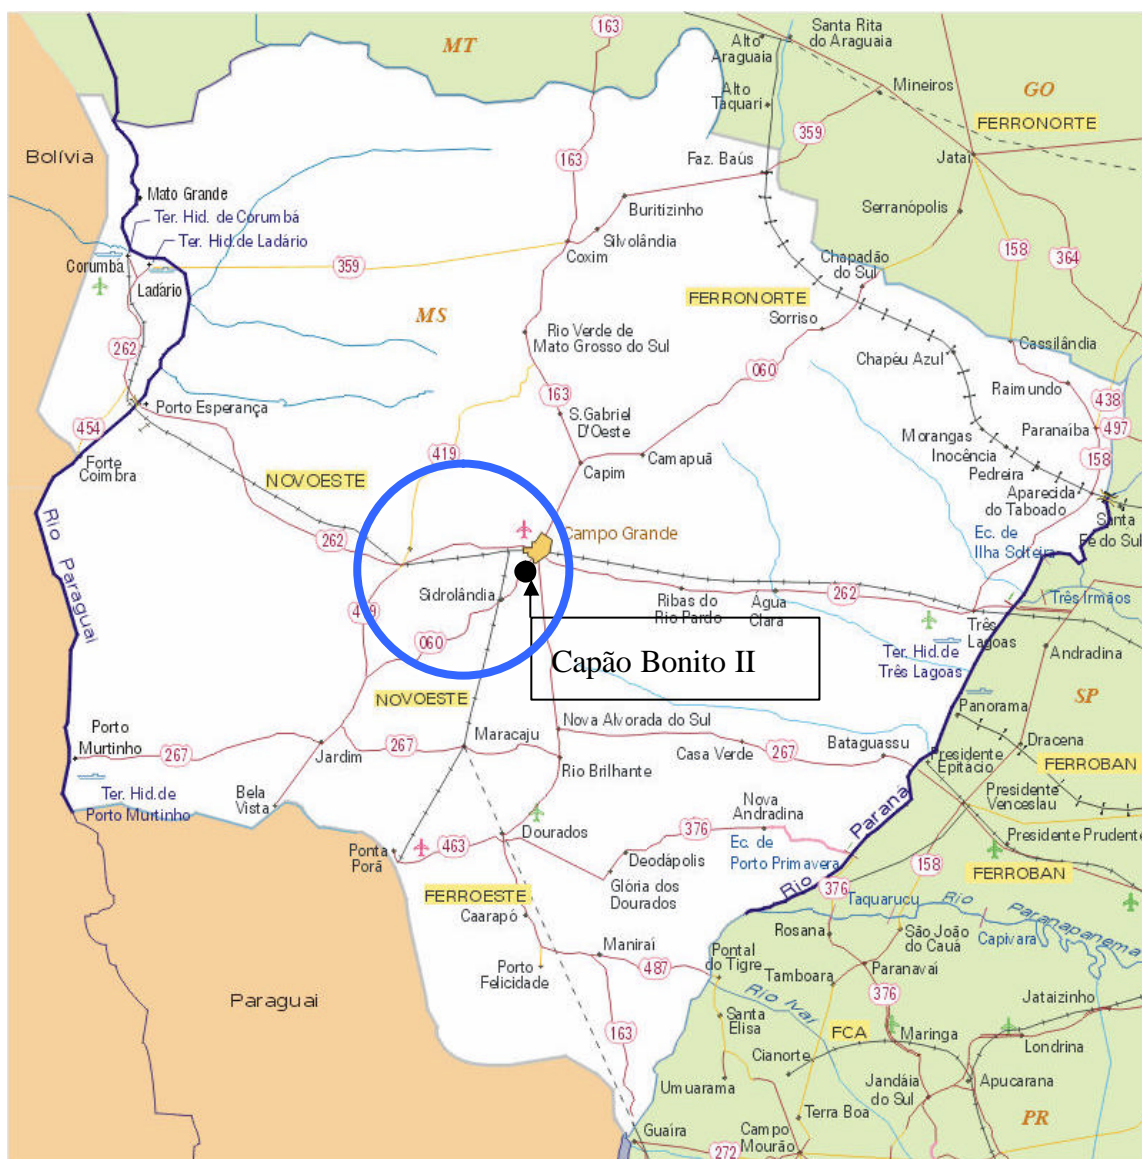 163
MT
Santa Rita
do Araguaia
Alto
Araguaia
Mineiros
GO
Alto
Taquari
FERRONORTE
359
163
Bolívia
Jataí
Faz. Baús
Mato Grande
Buritizinho
Serranópolis
Ter. Hid. de Corumbá
Silvolândia
Ter. Hid.de Ladário
158
364
Corumbá
359
Coxim
Chapadão
do Sul
Ladário
FERRONORTE
MS
Sorriso
Rio Verde de
Mato Grosso do Sul
Cassilândia
262
Chapéu Azul
060
Raimundo
163
438
Porto Esperança
S.Gabriel
D'Oeste
454
Paranaíba
497
Morangas
419
Camapuã
Inocência
158
Forte
Coimbra
Capim
Pedreira
NOVOESTE
Aparecida
do Taboado
Rio Paraguai
Santa
Fé do Sul
Ec. de
Ilha Solteira
262
Campo Grande
Sidrolândia
Ribas do
Rio Pardo
Agua
Clara
262
Três Irmãos
419
Três
Lagoas
060
Ter. Hid.de
Três Lagoas
Andradina
Capão Bonito II
SP
NOVOESTE
Panorama
Nova Alvorada do Sul
Porto
Murtinho
267
Jardim
267
Maracaju
Casa Verde
267
Bataguassu
Dracena
Rio Brilhante
Presidente
Epitácio
FERROBAN
Ter. Hid.de
Porto Murtinho
Bela
Vista
Presidente
Venceslau
Nova
Andradina
Rio Paraná
Dourados
376
Presidente Prudente
Ponta
Porã
463
Deodápolis
Ec. de
Porto Primavera
158
FERROBAN
FERROESTE
Glória dos
Dourados
376
Taquaruçu
Rio Paranapanema
Caarapó
Rosana
São João
do Cauá
Capivara
Maniraí
Pontal
do Tigre
Paranavaí
Porto
Felicidade
487
Tamboara
376
Paraguai
Rio Ivai
Jataizinho
Santa
Elisa
163
FCA
Maringa
Londrina
Cianorte
Umuarama
Jandáia
do Sul
Apucarana
Terra Boa
PR
Guaíra
272
Campo
Mourão